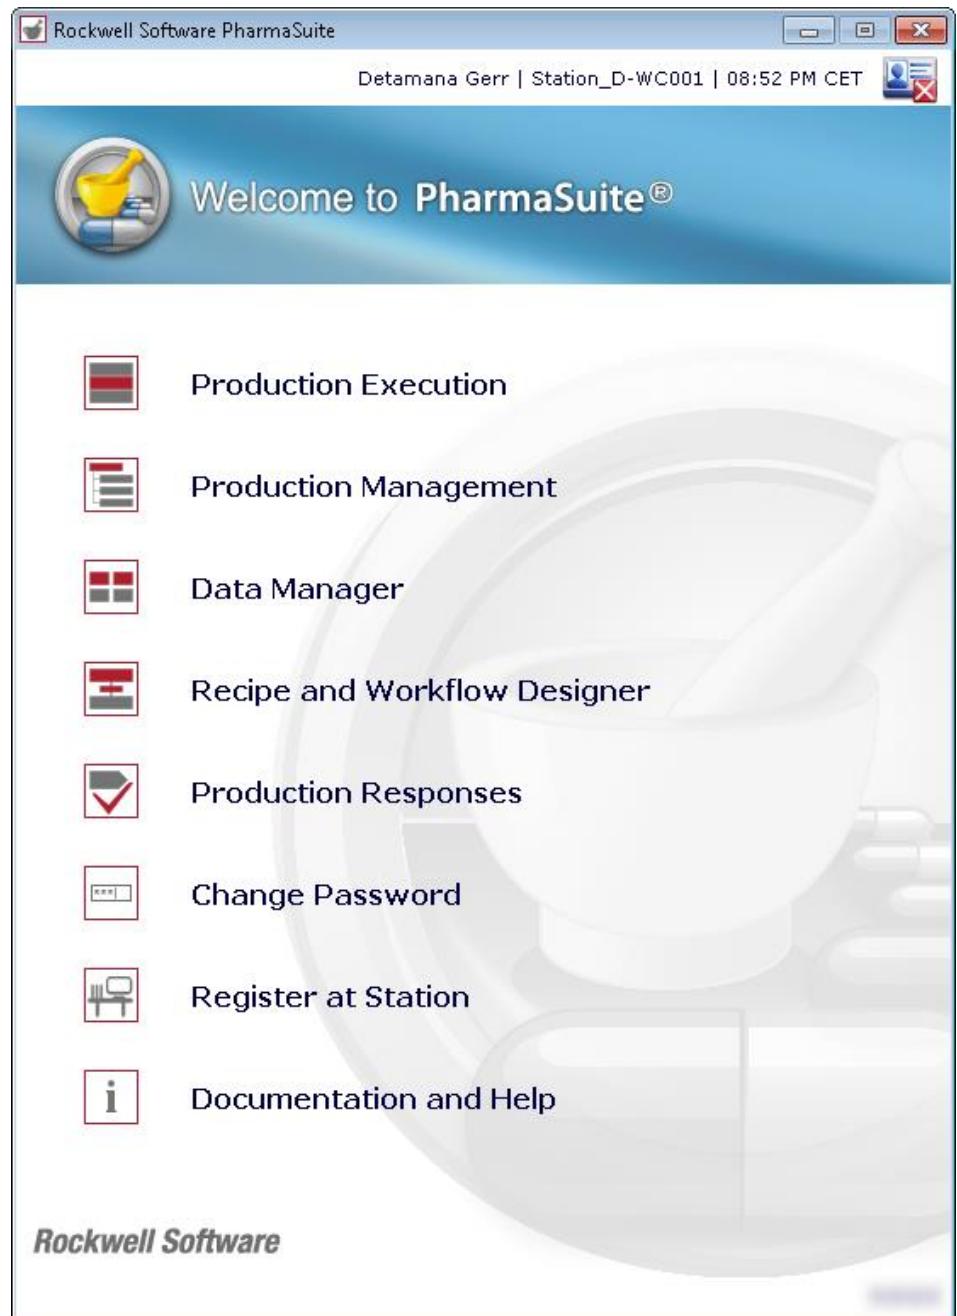 Rockwell Software PharmaSuite
Detamana Gerr | Station_D-WC001 | 08:52 PM CET
Welcome to PharmaSuite®
Production Execution
Production Management
Data Manager
Recipe and Workflow Designer
Production Responses
Change Password
Register at Station
Documentation and Help
Rockwell Software